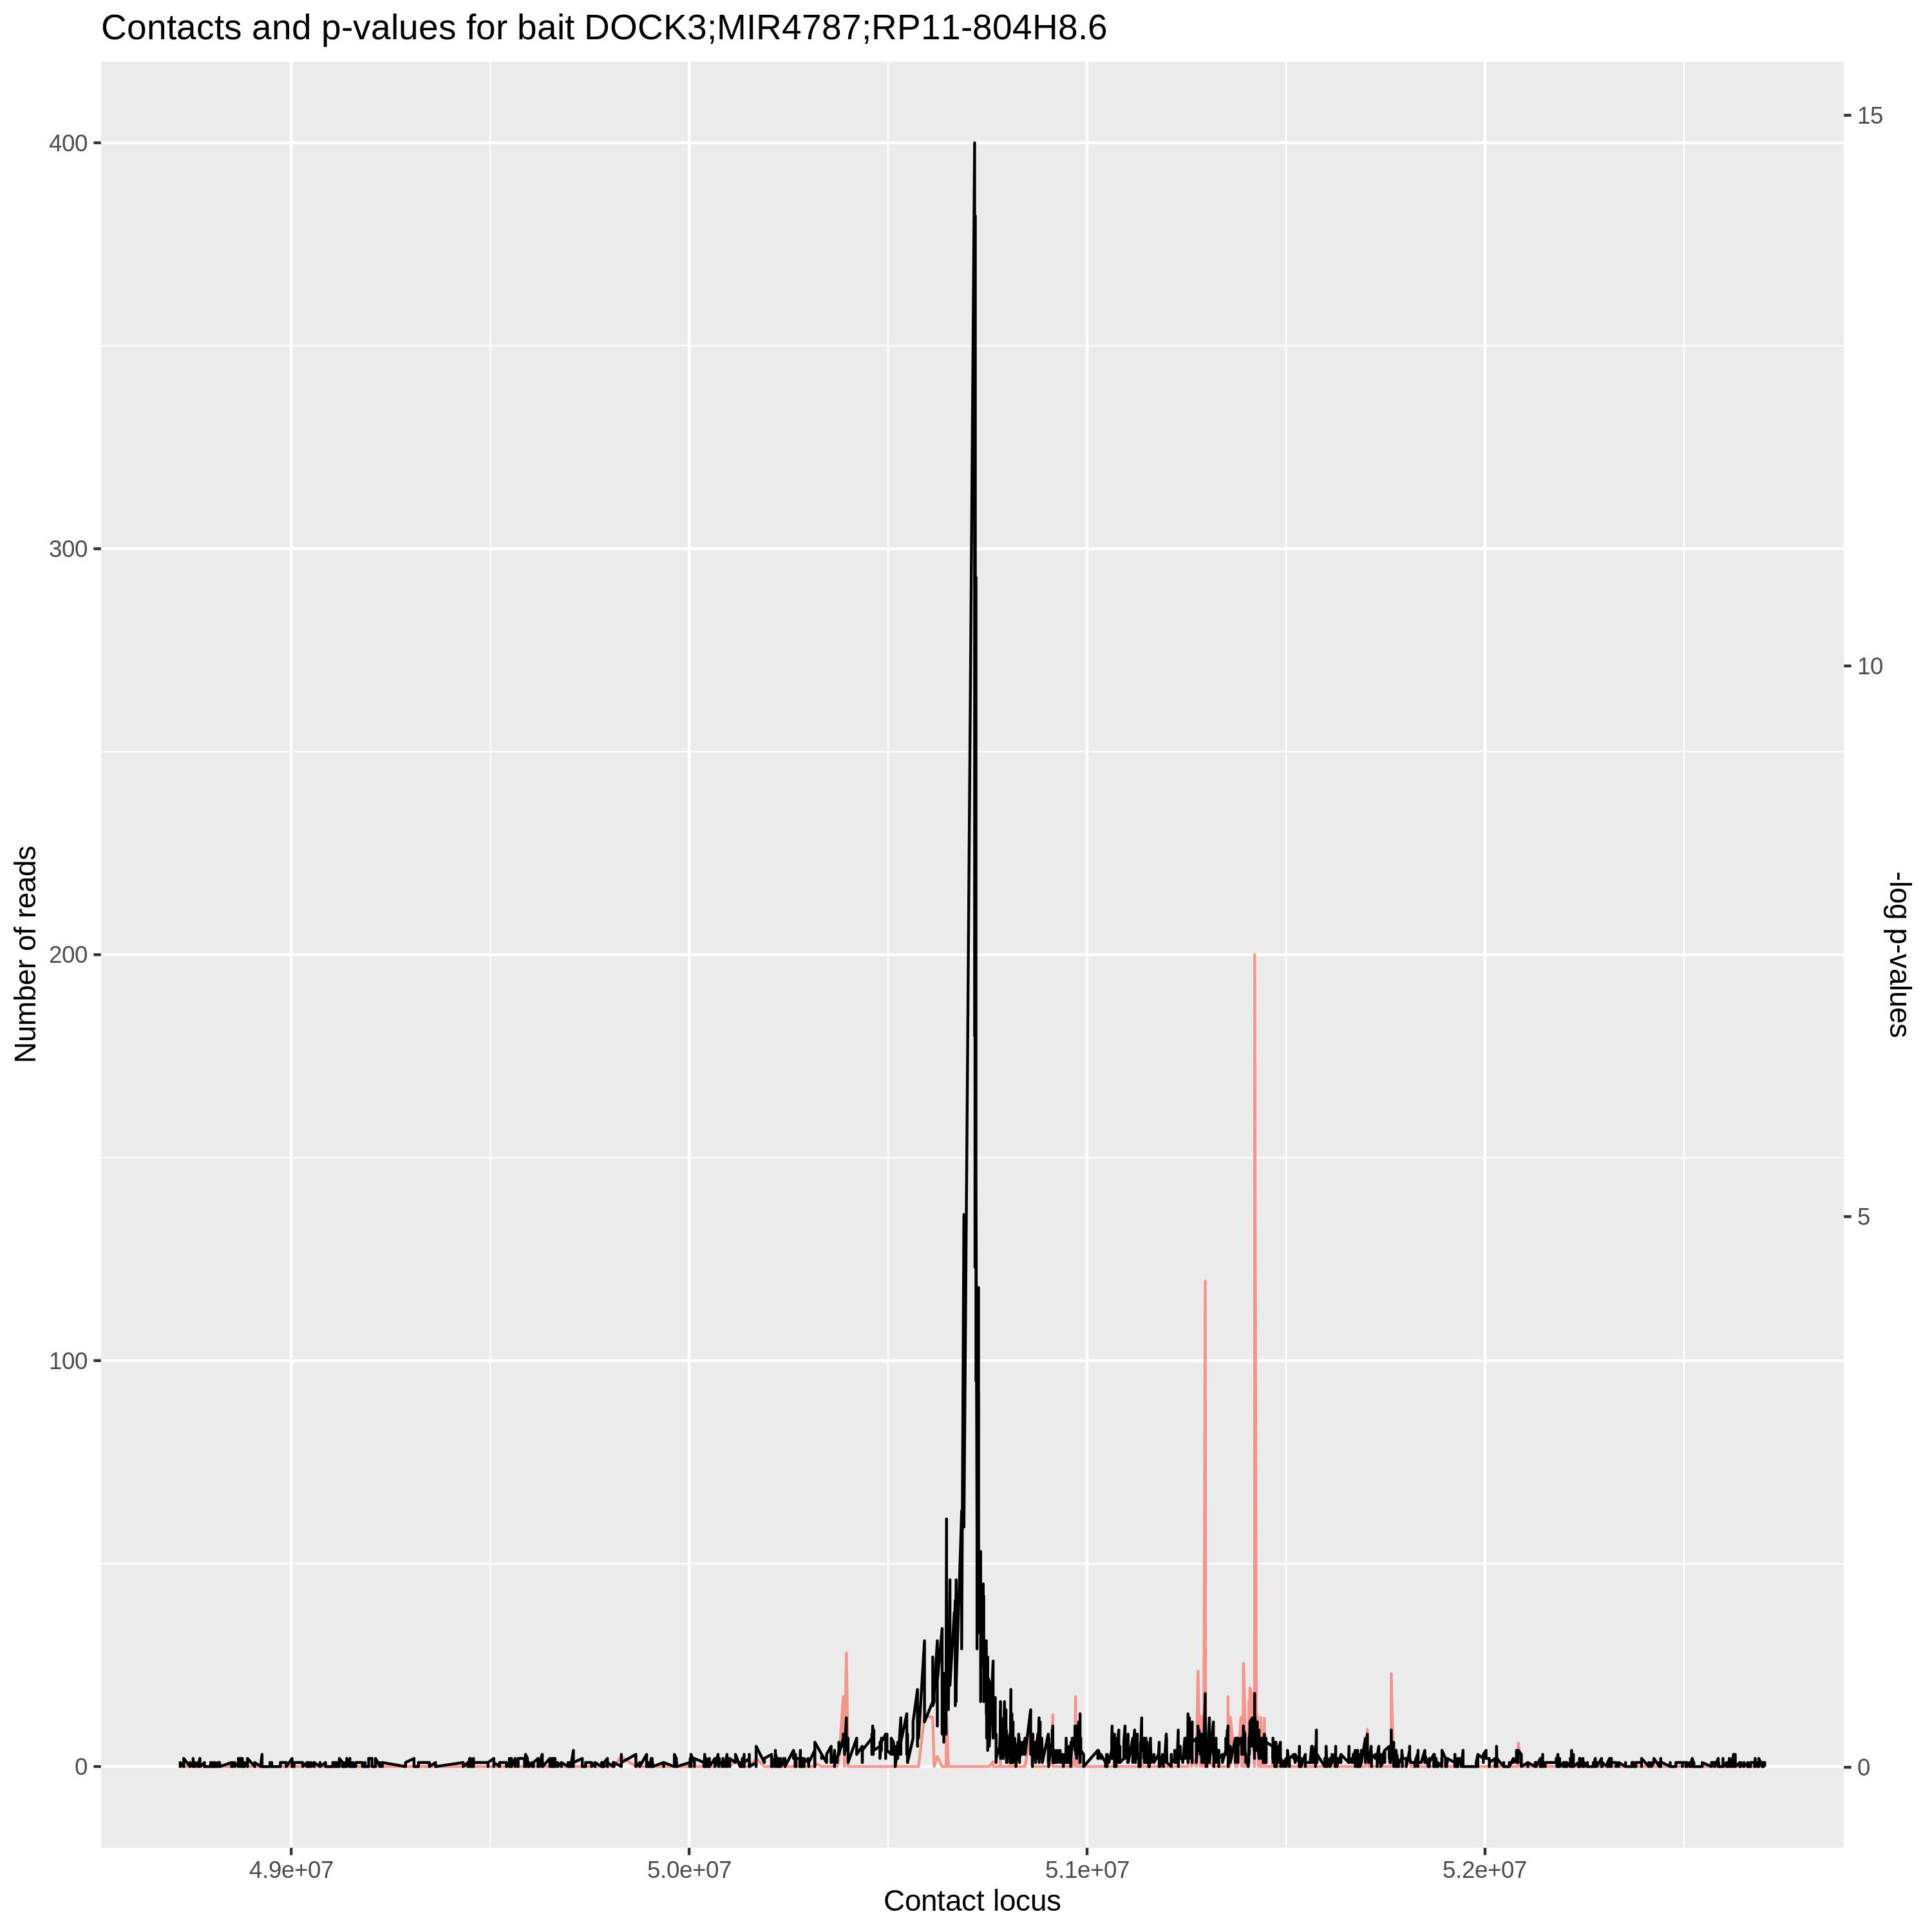 Contacts and p-values for bait DOCK3;MIR4787;RP11-804H8.6
400
300
200
100
0
Number of reads
15
10
5
0
-log p-values
4.9e+07 5.0e+07 5.1e+07 5.2e+07
Contact locus